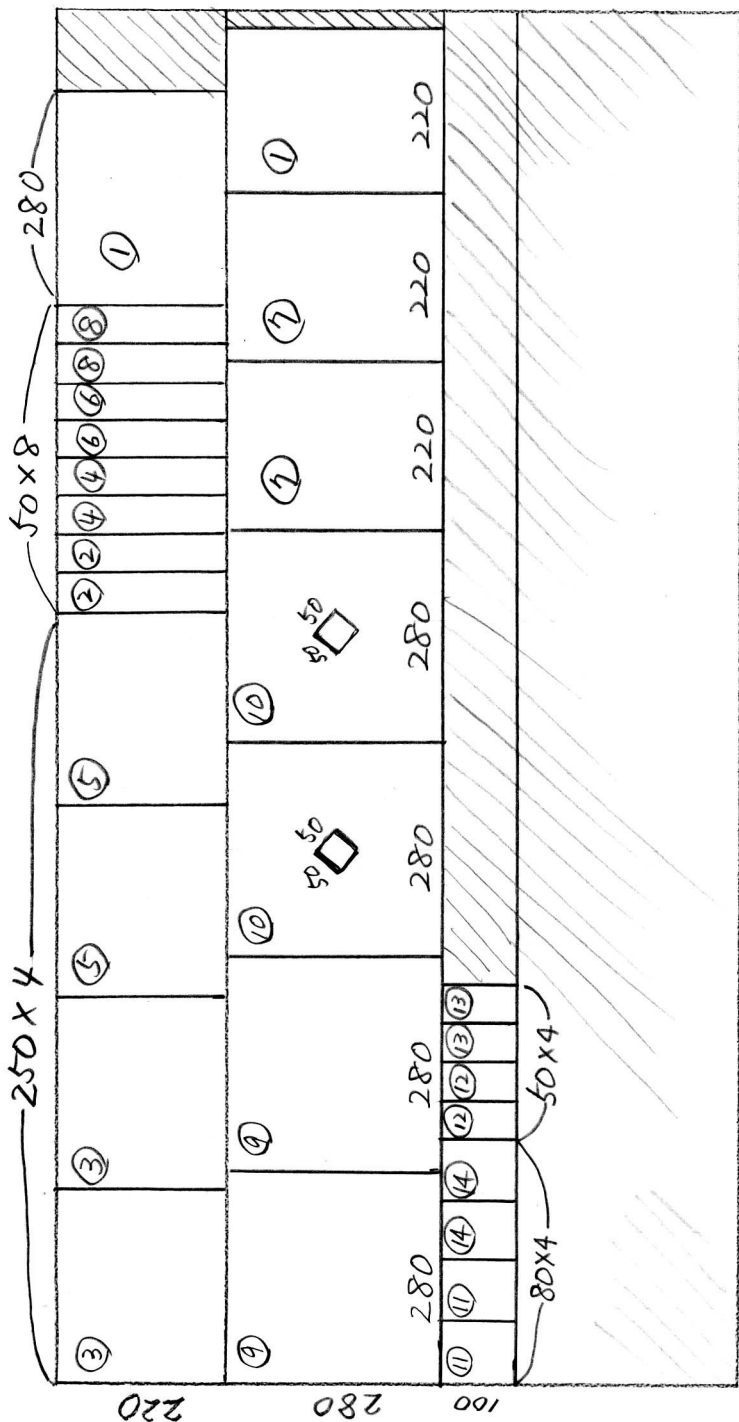 250×4 50×8 280
③ ③ ⑤ ⑤ ② ② ④ ④ ⑥ ⑥ ⑧ ⑧ ①
220
⑨ ⑨ ⑩ ⑩ ⑦ ⑦ ①
50 50 50 50
280
280 280 280 280 220 220 220
100
⑪ ⑪ ⑭ ⑭ ⑫ ⑫ ⑬ ⑬
80×4 50×4